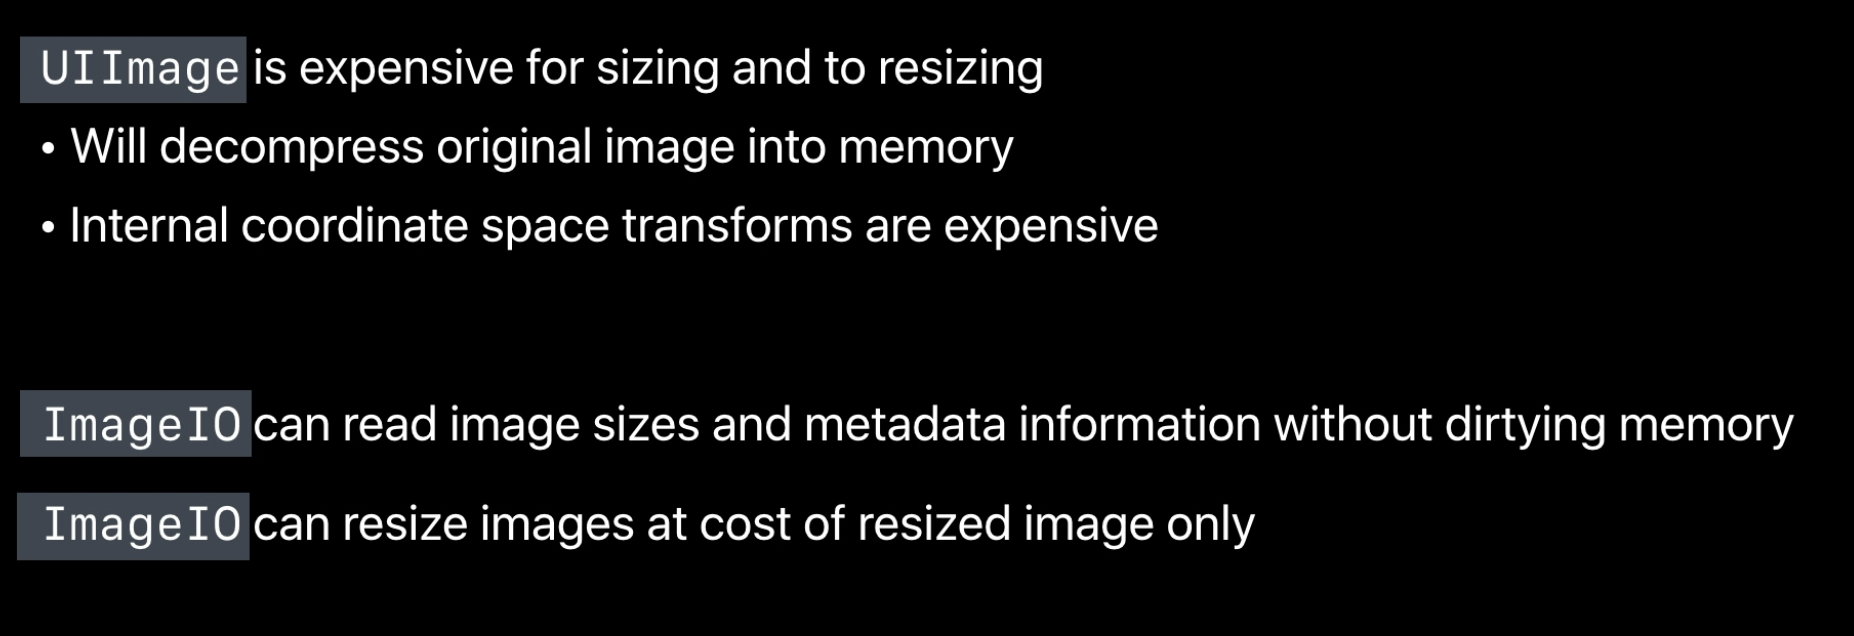 UIImage is expensive for sizing and to resizing
• Will decompress original image into memory
• Internal coordinate space transforms are expensive
ImageIO can read image sizes and metadata information without dirtying memory
ImageIO can resize images at cost of resized image only